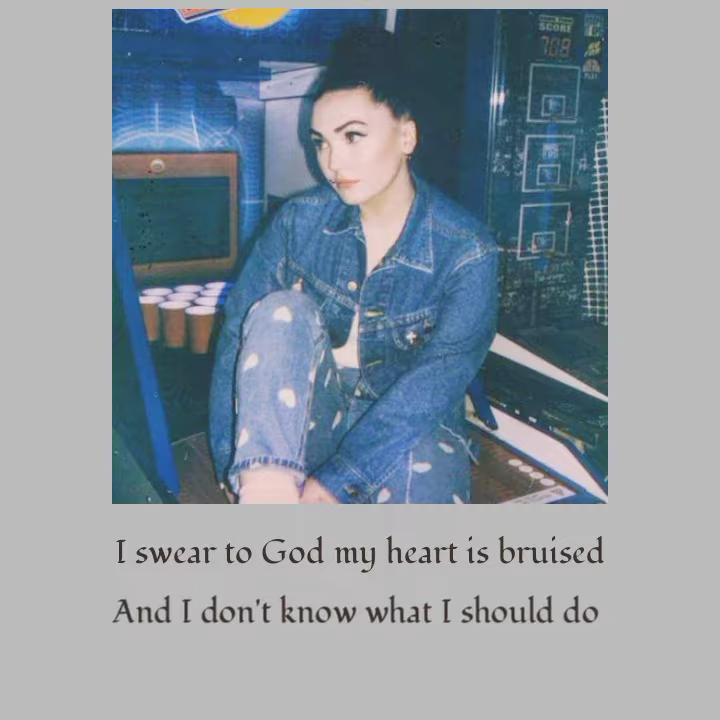 SCORE
708
I swear to God my heart is bruised
And I don't know what I should do